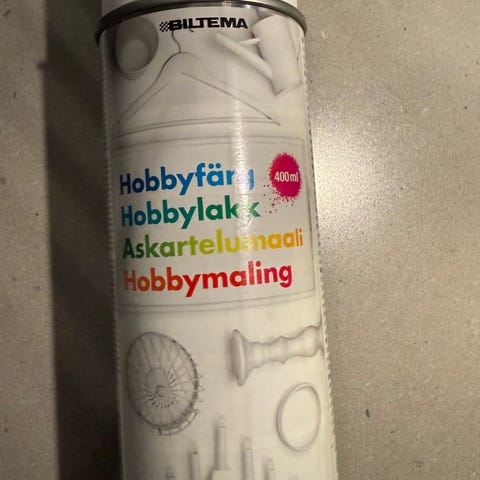 BILTEMA
Hobbyfärg
400 ml
Hobbylakk
Askartelumaali
Hobbymaling